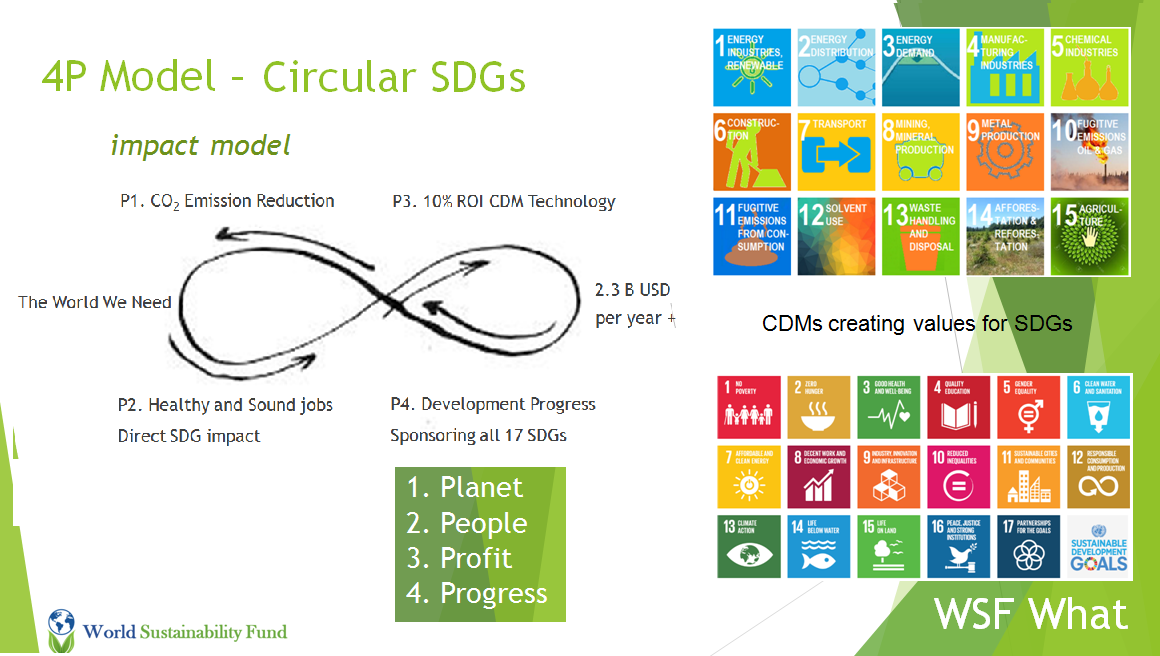 4P Model – Circular SDGs
impact model
P1. CO2 Emission Reduction
P3. 10% ROI CDM Technology
The World We Need
2.3 B USD
per year +
P2. Healthy and Sound jobs
Direct SDG impact
P4. Development Progress
Sponsoring all 17 SDGs
1. Planet
2. People
3. Profit
4. Progress
World Sustainability Fund
1 ENERGY
INDUSTRIES,
RENEWABLE
2 ENERGY
DISTRIBUTION
3 ENERGY
DEMAND
4 MANUFAC-
TURING
INDUSTRIES
5 CHEMICAL
INDUSTRIES
6 CONSTRUC-
TION
7 TRANSPORT
8 MINING,
MINERAL
PRODUCTION
9 METAL
PRODUCTION
10 FUGITIVE
EMISSIONS
OIL & GAS
11 FUGITIVE
EMISSIONS
FROM CON-
SUMPTION
12 SOLVENT
USE
13 WASTE
HANDLING
AND
DISPOSAL
14 AFFORES-
TATION &
REFORES-
TATION
15 AGRICUL-
TURE
CDMs creating values for SDGs
1 NO
POVERTY
2 ZERO
HUNGER
3 GOOD HEALTH
AND WELL-BEING
4 QUALITY
EDUCATION
5 GENDER
EQUALITY
6 CLEAN WATER
AND SANITATION
7 AFFORDABLE AND
CLEAN ENERGY
8 DECENT WORK AND
ECONOMIC GROWTH
9 INDUSTRY, INNOVATION
AND INFRASTRUCTURE
10 REDUCED
INEQUALITIES
11 SUSTAINABLE CITIES
AND COMMUNITIES
12 RESPONSIBLE
CONSUMPTION
AND PRODUCTION
13 CLIMATE
ACTION
14 LIFE
BELOW WATER
15 LIFE
ON LAND
16 PEACE, JUSTICE
AND STRONG
INSTITUTIONS
17 PARTNERSHIPS
FOR THE GOALS
SUSTAINABLE
DEVELOPMENT
GOALS
WSF What